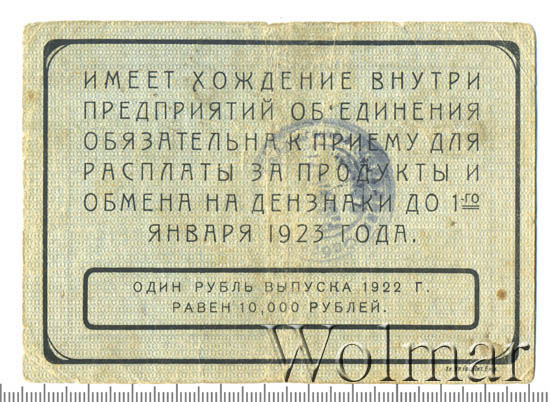 ИМЕЕТ ХОЖДЕНИЕ ВНУТРИ
ПРЕДПРИЯТИЙ ОБ'ЕДИНЕНИЯ
ОБЯЗАТЕЛЬНА К ПРИЕМУ ДЛЯ
РАСПЛАТЫ ЗА ПРОДУКТЫ И
ОБМЕНА НА ДЕНЗНАКИ ДО 1-го
ЯНВАРЯ 1923 ГОДА.
ОДИН РУБЛЬ ВЫПУСКА 1922 Г.
РАВЕН 10,000 РУБЛЕЙ.
Wolmar